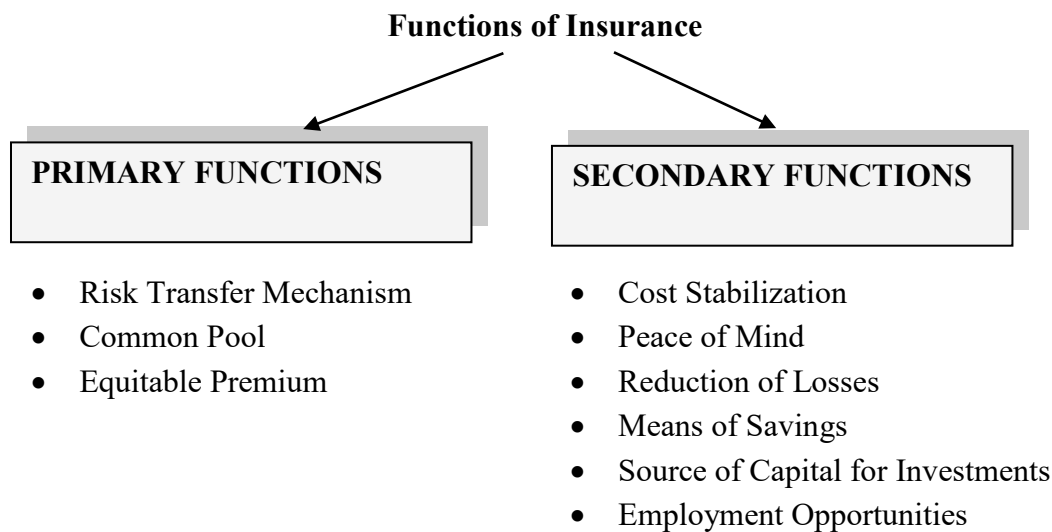 Functions of Insurance
PRIMARY FUNCTIONS
• Risk Transfer Mechanism
• Common Pool
• Equitable Premium
SECONDARY FUNCTIONS
• Cost Stabilization
• Peace of Mind
• Reduction of Losses
• Means of Savings
• Source of Capital for Investments
• Employment Opportunities